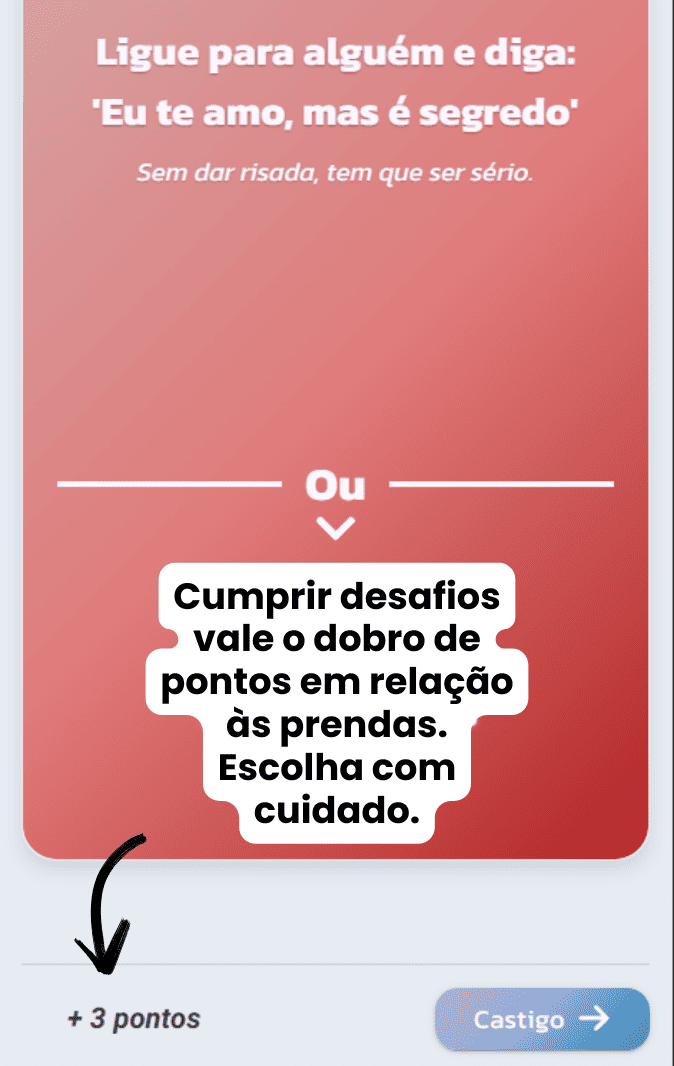 Ligue para alguém e diga:
'Eu te amo, mas é segredo'
Sem dar risada, tem que ser sério.
Ou
Cumprir desafios
vale o dobro de
pontos em relação
às prendas.
Escolha com
cuidado.
+ 3 pontos
Castigo